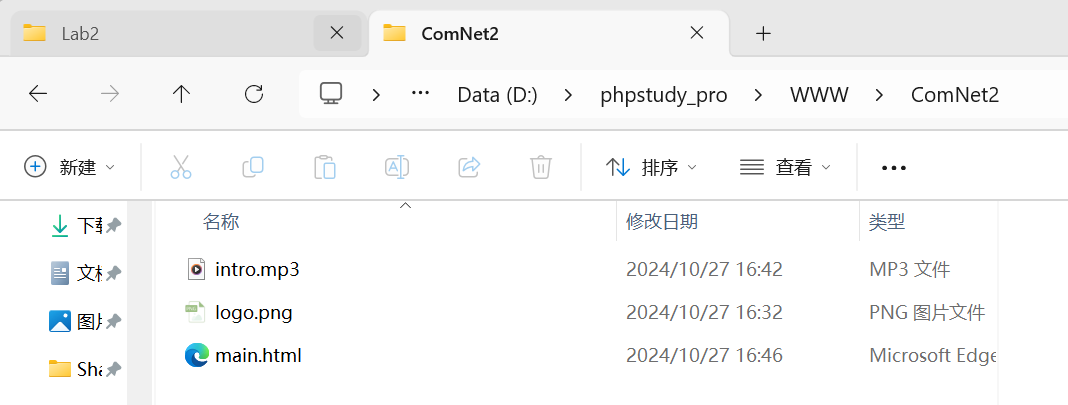 Lab2 ComNet2
Data (D:) phpstudy_pro WWW ComNet2
新建 排序 查看
名称 修改日期 类型
下载
intro.mp3 2024/10/27 16:42 MP3 文件
文档
logo.png 2024/10/27 16:32 PNG 图片文件
图片
main.html 2024/10/27 16:46 Microsoft Edge
Sha